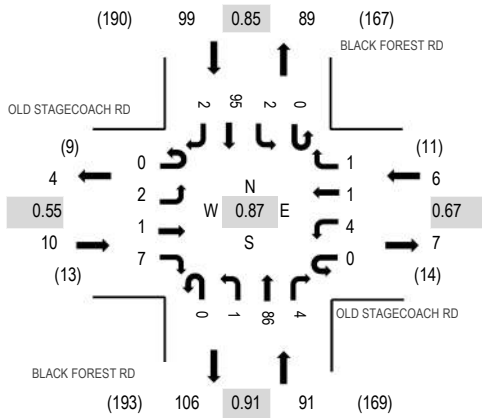 (190) 99 0.85 89 (167)
BLACK FOREST RD
OLD STAGECOACH RD
2 95 2 0
(9) (11)
4 0 1 6
2 N 1
0.55 W 0.87 E 0.67
1 S 4
10 7 0 7
(13) (14)
0 1 86 4
OLD STAGECOACH RD
BLACK FOREST RD
(193) 106 0.91 91 (169)